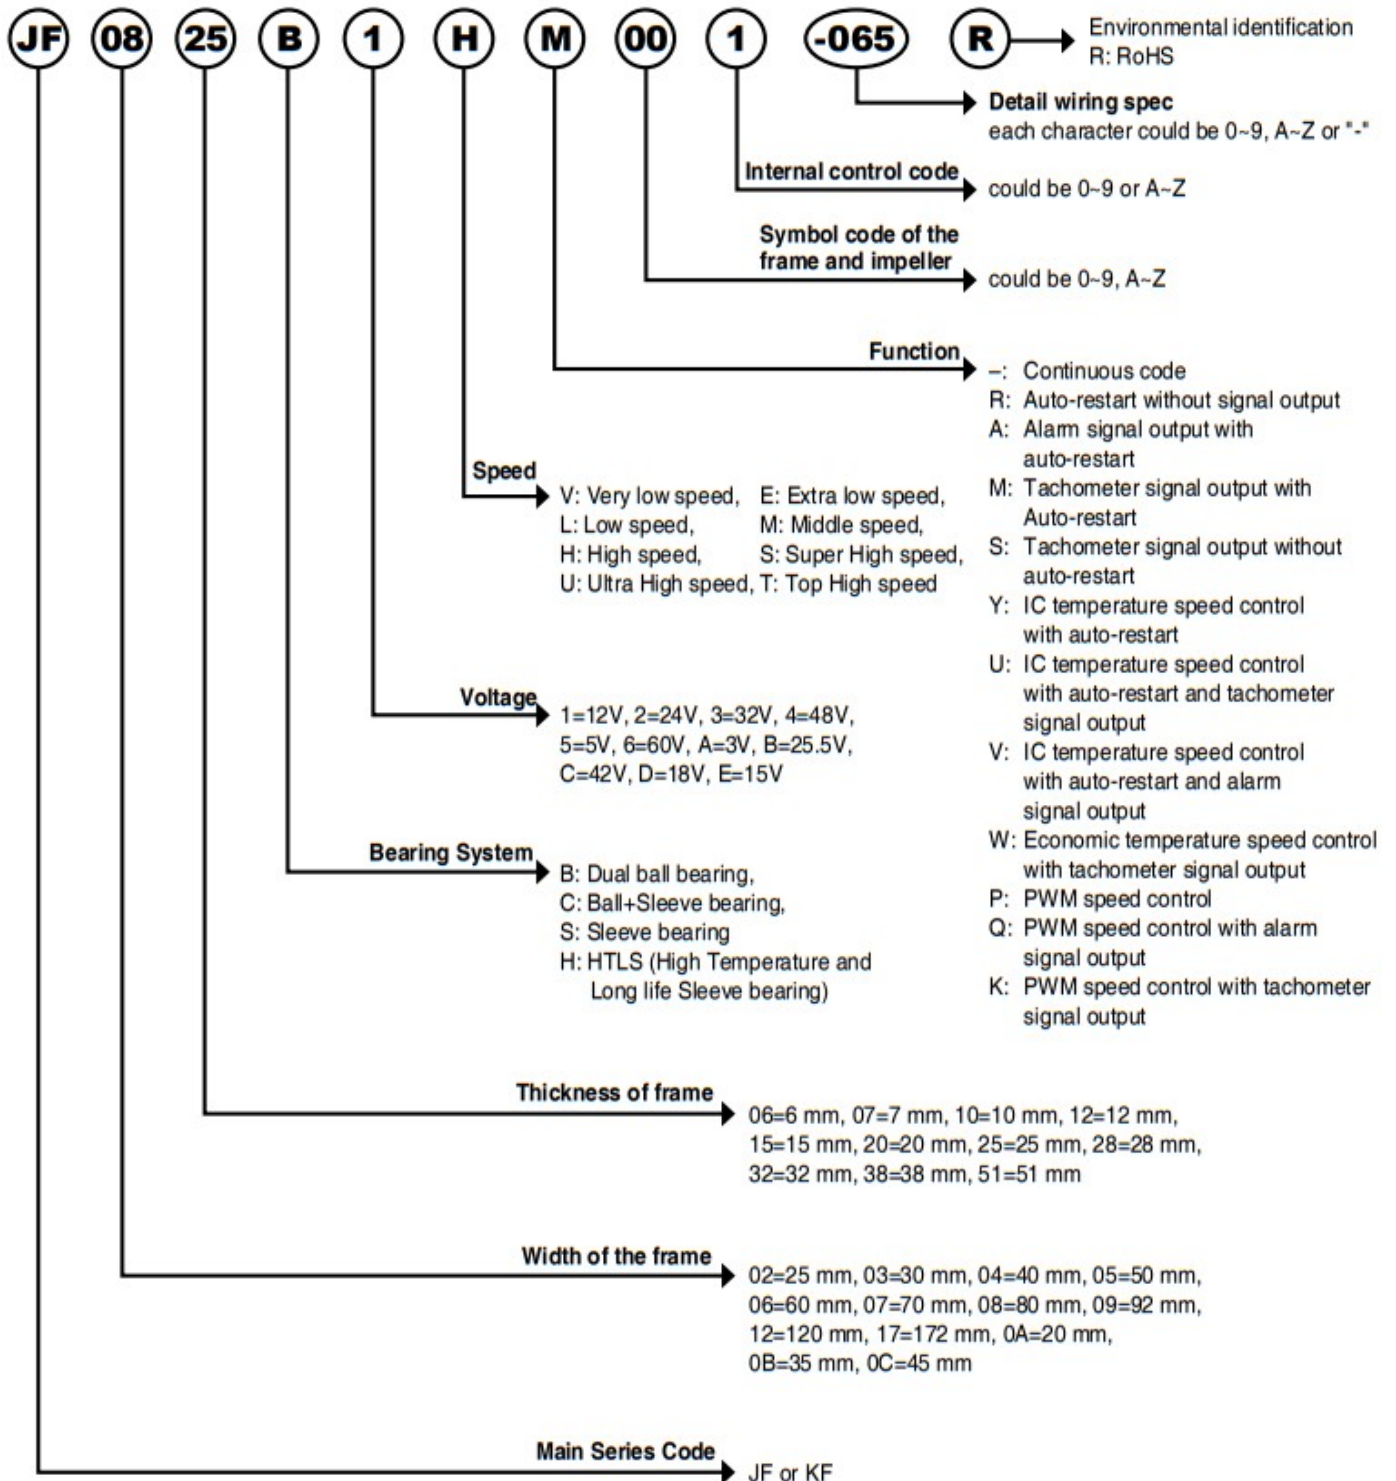 JF 08 25 B 1 H M 00 1 -065 R
Environmental identification
R: RoHS
Detail wiring spec
each character could be 0~9, A~Z or "-"
Internal control code
could be 0~9 or A~Z
Symbol code of the
frame and impeller
could be 0~9, A~Z
Function
–: Continuous code
R: Auto-restart without signal output
A: Alarm signal output with
auto-restart
M: Tachometer signal output with
Auto-restart
S: Tachometer signal output without
auto-restart
Y: IC temperature speed control
with auto-restart
U: IC temperature speed control
with auto-restart and tachometer
signal output
V: IC temperature speed control
with auto-restart and alarm
signal output
W: Economic temperature speed control
with tachometer signal output
P: PWM speed control
Q: PWM speed control with alarm
signal output
K: PWM speed control with tachometer
signal output
Speed
V: Very low speed, E: Extra low speed,
L: Low speed, M: Middle speed,
H: High speed, S: Super High speed,
U: Ultra High speed, T: Top High speed
Voltage
1=12V, 2=24V, 3=32V, 4=48V,
5=5V, 6=60V, A=3V, B=25.5V,
C=42V, D=18V, E=15V
Bearing System
B: Dual ball bearing,
C: Ball+Sleeve bearing,
S: Sleeve bearing
H: HTLS (High Temperature and
Long life Sleeve bearing)
Thickness of frame
06=6 mm, 07=7 mm, 10=10 mm, 12=12 mm,
15=15 mm, 20=20 mm, 25=25 mm, 28=28 mm,
32=32 mm, 38=38 mm, 51=51 mm
Width of the frame
02=25 mm, 03=30 mm, 04=40 mm, 05=50 mm,
06=60 mm, 07=70 mm, 08=80 mm, 09=92 mm,
12=120 mm, 17=172 mm, 0A=20 mm,
0B=35 mm, 0C=45 mm
Main Series Code
JF or KF